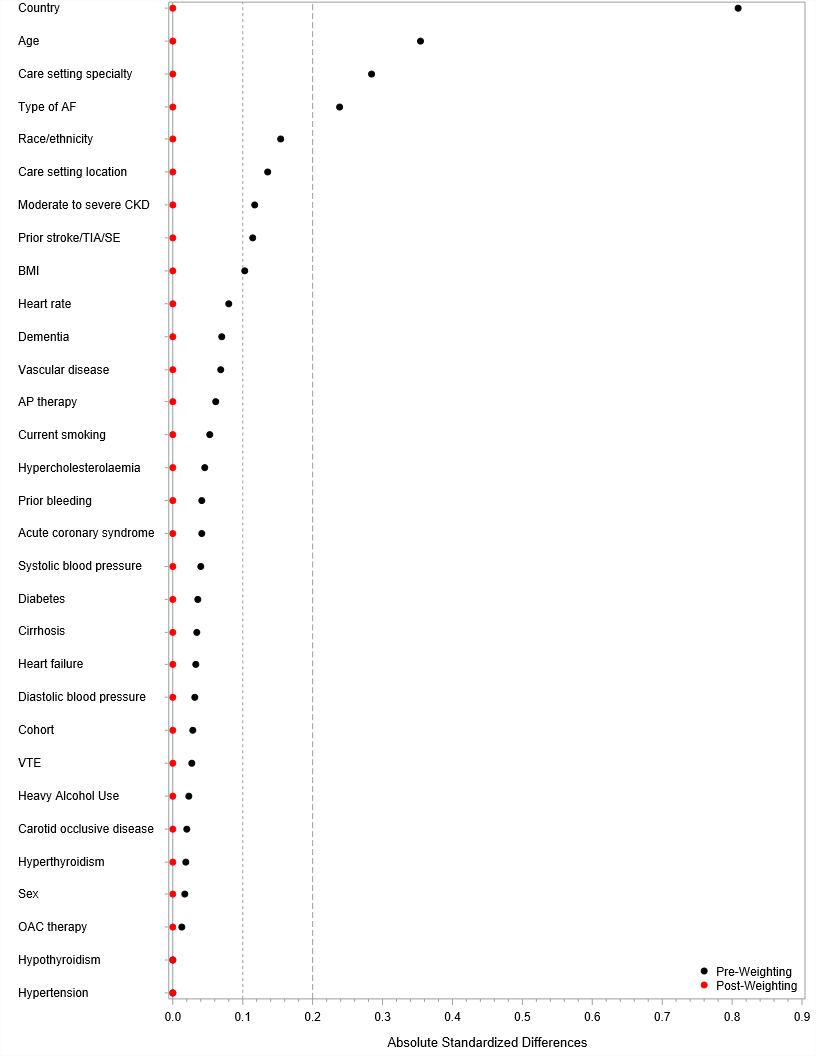 Country
Age
Care setting specialty
Type of AF
Race/ethnicity
Care setting location
Moderate to severe CKD
Prior stroke/TIA/SE
BMI
Heart rate
Dementia
Vascular disease
AP therapy
Current smoking
Hypercholesterolaemia
Prior bleeding
Acute coronary syndrome
Systolic blood pressure
Diabetes
Cirrhosis
Heart failure
Diastolic blood pressure
Cohort
VTE
Heavy Alcohol Use
Carotid occlusive disease
Hyperthyroidism
Sex
OAC therapy
Hypothyroidism
Hypertension
Pre-Weighting
Post-Weighting
0.0 0.1 0.2 0.3 0.4 0.5 0.6 0.7 0.8 0.9
Absolute Standardized Differences